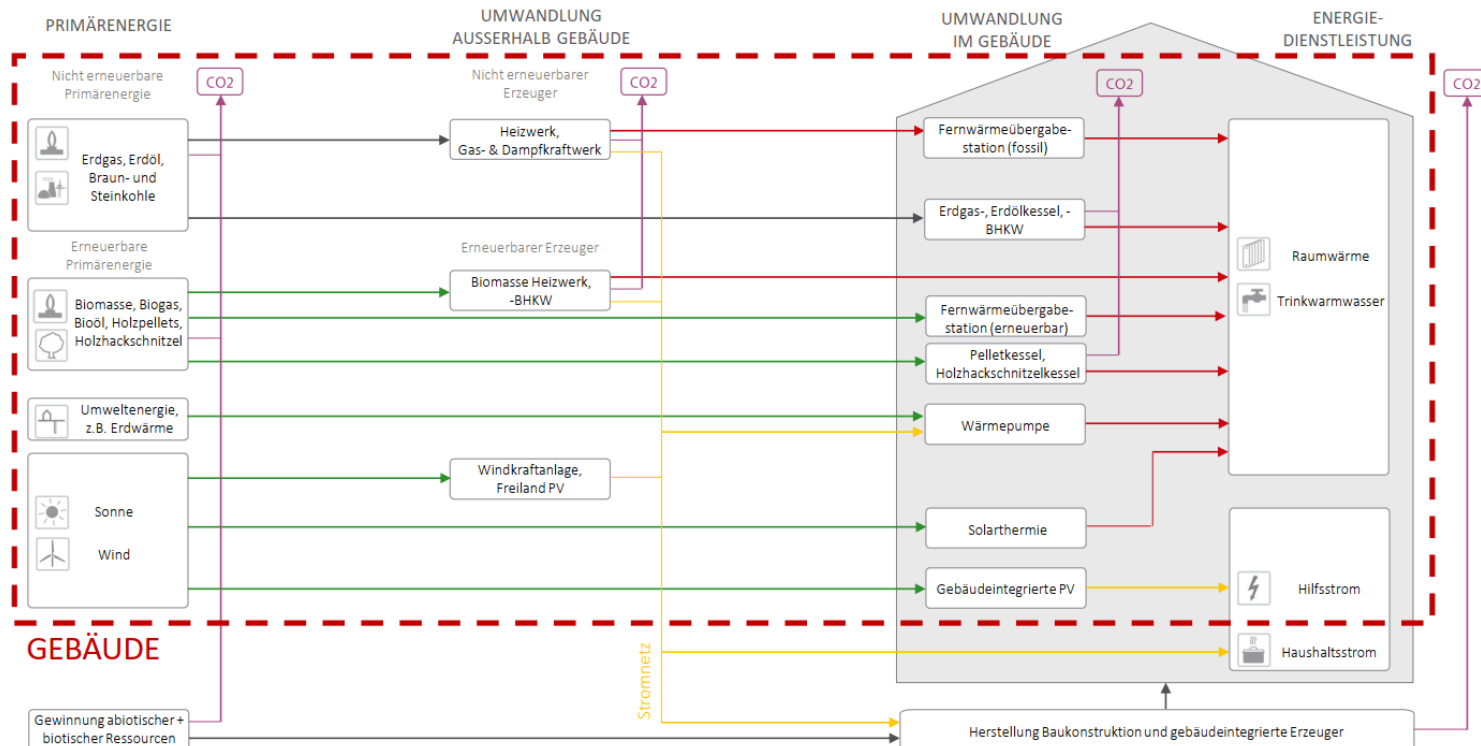 PRIMÄRENERGIE
UMWANDLUNG
AUSSERHALB GEBÄUDE
UMWANDLUNG
IM GEBÄUDE
ENERGIE-
DIENSTLEISTUNG
Nicht erneuerbare
Primärenergie
CO2
Nicht erneuerbarer
Erzeuger
CO2
CO2
CO2
Erdgas, Erdöl,
Braun- und
Steinkohle
Heizwerk,
Gas- & Dampfkraftwerk
Fernwärmeübergabe-
station (fossil)
Erdgas-, Erdölkessel, -
BHKW
Erneuerbare
Primärenergie
Erneuerbarer Erzeuger
Biomasse, Biogas,
Bioöl, Holzpellets,
Holzhackschnitzel
Biomasse Heizwerk,
-BHKW
Fernwärmeübergabe-
station (erneuerbar)
Pelletkessel,
Holzhackschnitzelkessel
Raumwärme
Trinkwarmwasser
Umweltenergie,
z.B. Erdwärme
Wärmepumpe
Sonne
Wind
Windkraftanlage,
Freiland PV
Solarthermie
Gebäudeintegrierte PV
Hilfsstrom
Haushaltsstrom
GEBÄUDE
Stromnetz
Gewinnung abiotischer +
biotischer Ressourcen
Herstellung Baukonstruktion und gebäudeintegrierte Erzeuger